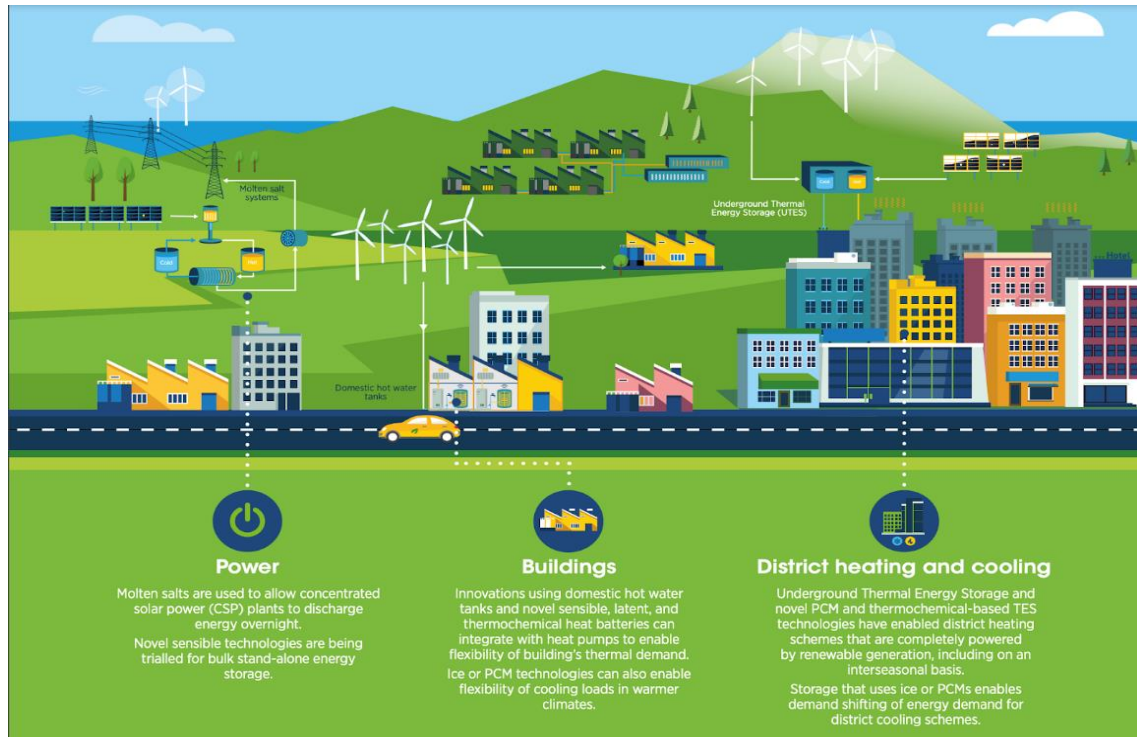 Molten salt
systems
Cold
Hot
Cold
Hot
Underground Thermal
Energy Storage (UTES)
Hotel
Domestic hot water
tanks
Power
Molten salts are used to allow concentrated
solar power (CSP) plants to discharge
energy overnight.
Novel sensible technologies are being
trialled for bulk stand-alone energy
storage.
Buildings
Innovations using domestic hot water
tanks and novel sensible, latent, and
thermochemical heat batteries can
integrate with heat pumps to enable
flexibility of building's thermal demand.
Ice or PCM technologies can also enable
flexibility of cooling loads in warmer
climates.
District heating and cooling
Underground Thermal Energy Storage and
novel PCM and thermochemical-based TES
technologies have enabled district heating
schemes that are completely powered
by renewable generation, including on an
interseasonal basis.
Storage that uses ice or PCMs enables
demand shifting of energy demand for
district cooling schemes.